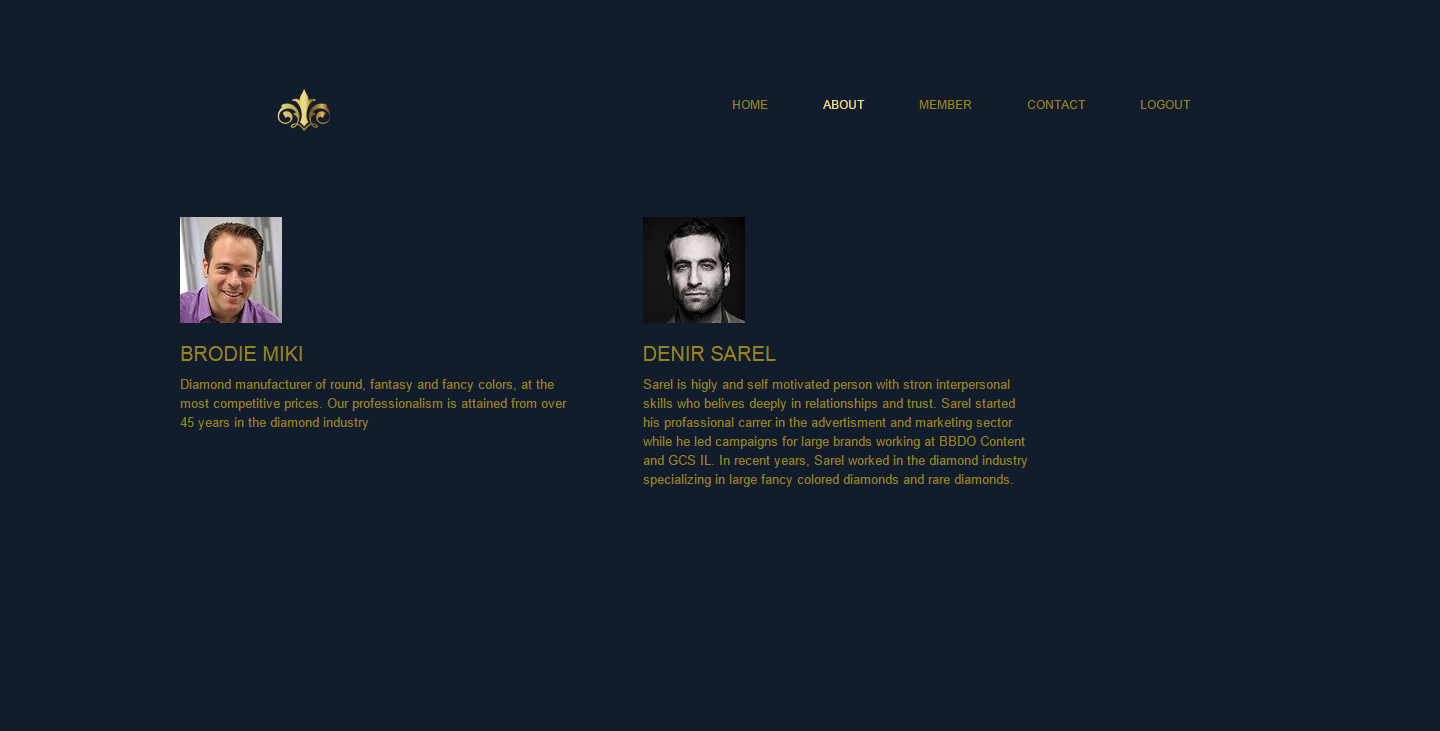 HOME ABOUT MEMBER CONTACT LOGOUT
BRODIE MIKI
Diamond manufacturer of round, fantasy and fancy colors, at the
most competitive prices. Our professionalism is attained from over
45 years in the diamond industry
DENIR SAREL
Sarel is higly and self motivated person with stron interpersonal
skills who belives deeply in relationships and trust. Sarel started
his profassional carrer in the advertisment and marketing sector
while he led campaigns for large brands working at BBDO Content
and GCS IL. In recent years, Sarel worked in the diamond industry
specializing in large fancy colored diamonds and rare diamonds.